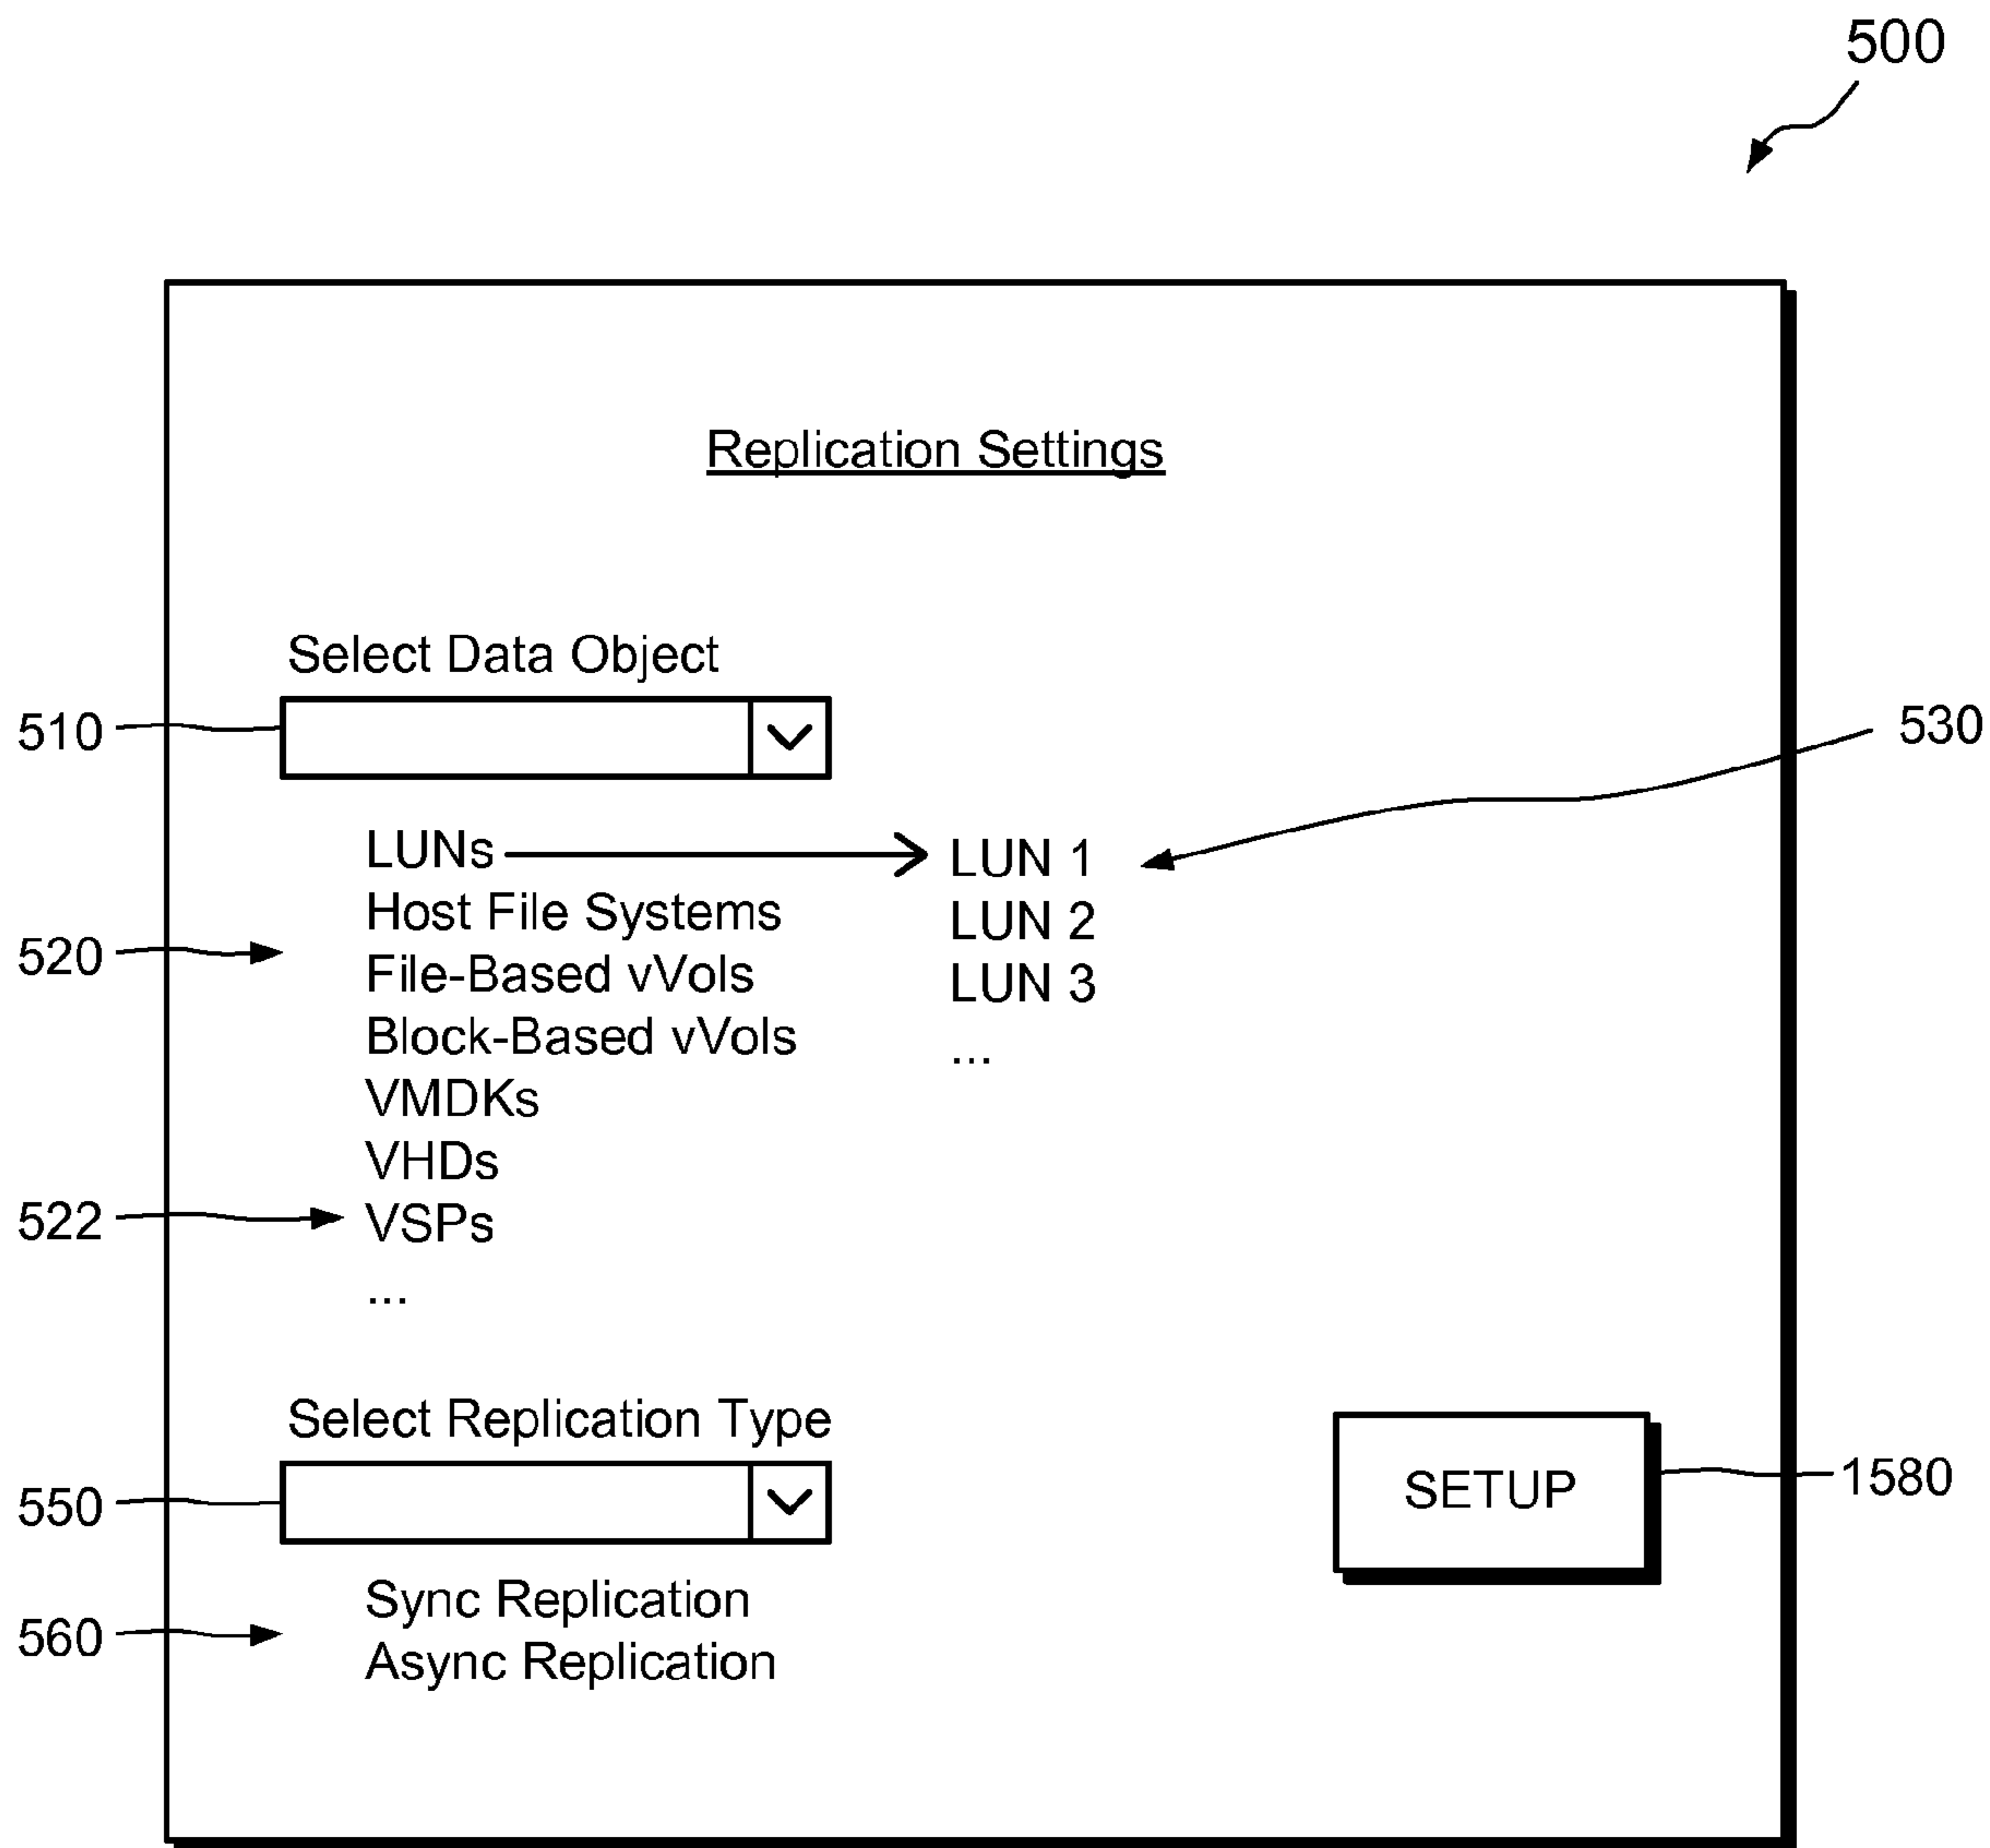 500
Replication Settings
Select Data Object
510
530
LUNs
LUN 1
Host File Systems
LUN 2
520
File-Based vVols
LUN 3
Block-Based vVols
...
VMDKs
VHDs
522
VSPs
...
Select Replication Type
550
SETUP
1580
Sync Replication
560
Async Replication